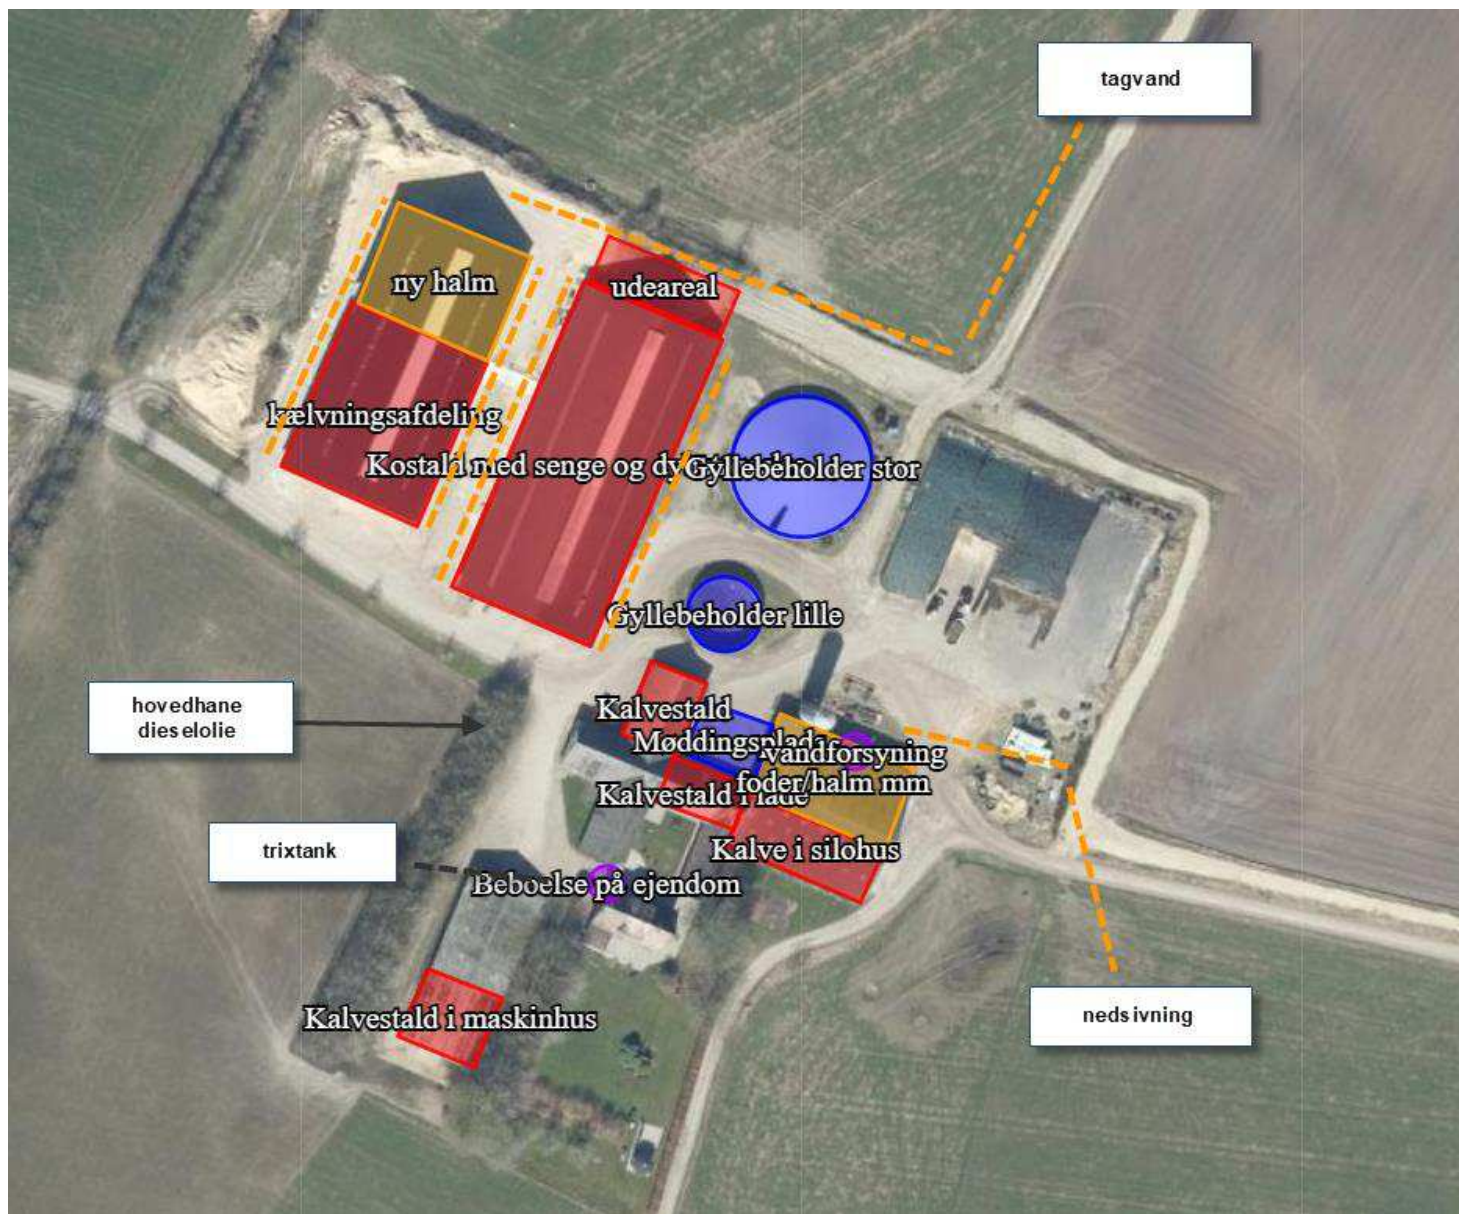 tagvand
ny halm
udeareal
kælvningsafdeling
Kostald med senge og dy
Gyllebeholder stor
Gyllebeholder lille
hovedhane
dieselolie
Kalvestald
Møddingsplads
vandforsyning
foder/halm mm
Kalvestald i lade
trixtank
Kalve i silohus
Beboelse på ejendom
nedsivning
Kalvestald i maskinhus